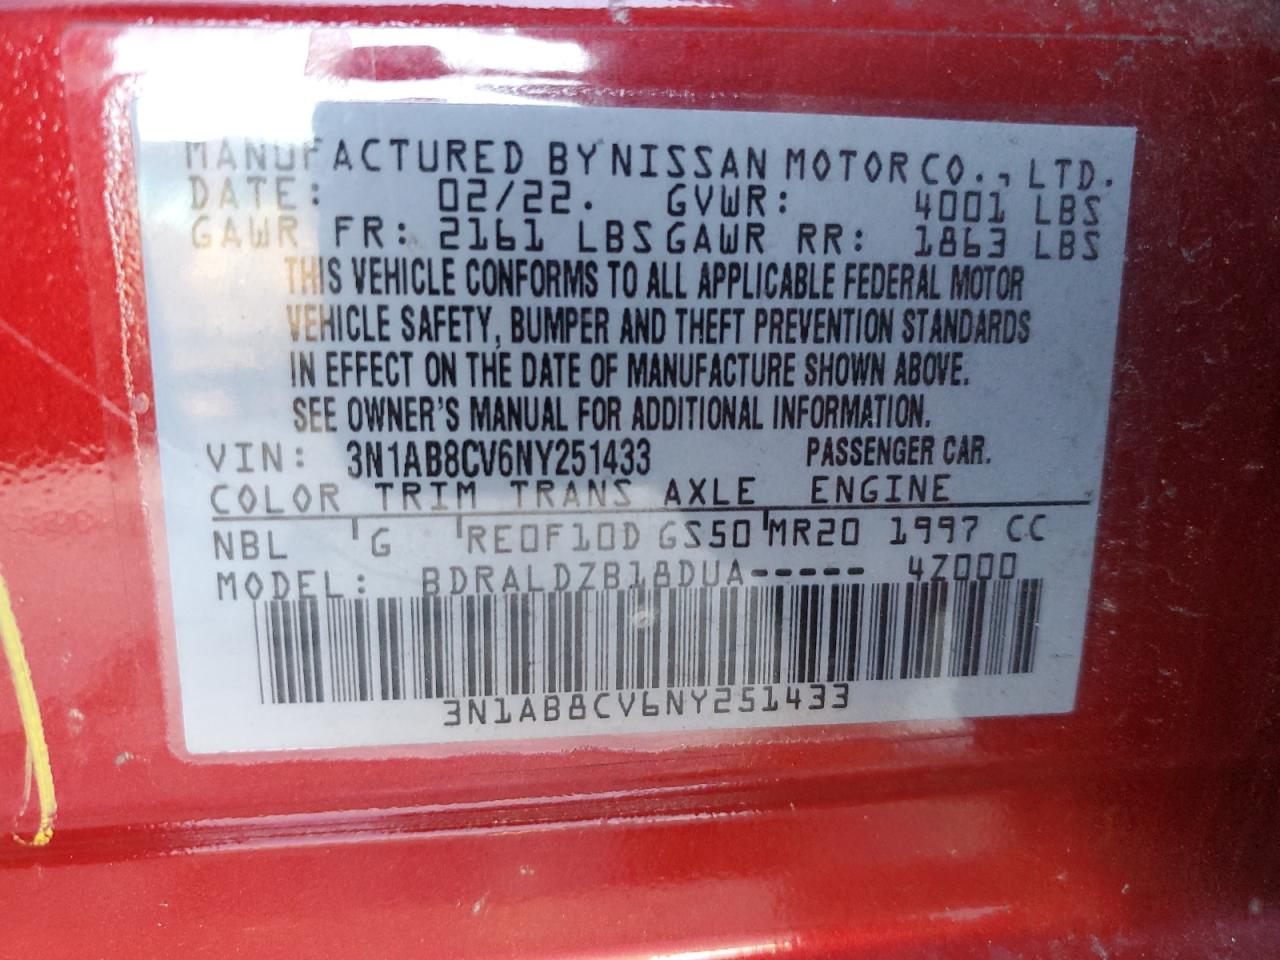 MANUFACTURED BY NISSAN MOTOR CO., LTD.
DATE: 02/22. GVWR: 4001 LBS
GAWR FR: 2161 LBS GAWR RR: 1863 LBS
THIS VEHICLE CONFORMS TO ALL APPLICABLE FEDERAL MOTOR
VEHICLE SAFETY, BUMPER AND THEFT PREVENTION STANDARDS
IN EFFECT ON THE DATE OF MANUFACTURE SHOWN ABOVE.
SEE OWNER'S MANUAL FOR ADDITIONAL INFORMATION.
VIN: 3N1AB8CV6NY251433 PASSENGER CAR.
COLOR TRIM TRANS AXLE ENGINE
NBL G RE0F10D GS50 MR20 1997 CC
MODEL: BDRALDZB18DUA----- 4Z000
3N1AB8CV6NY251433